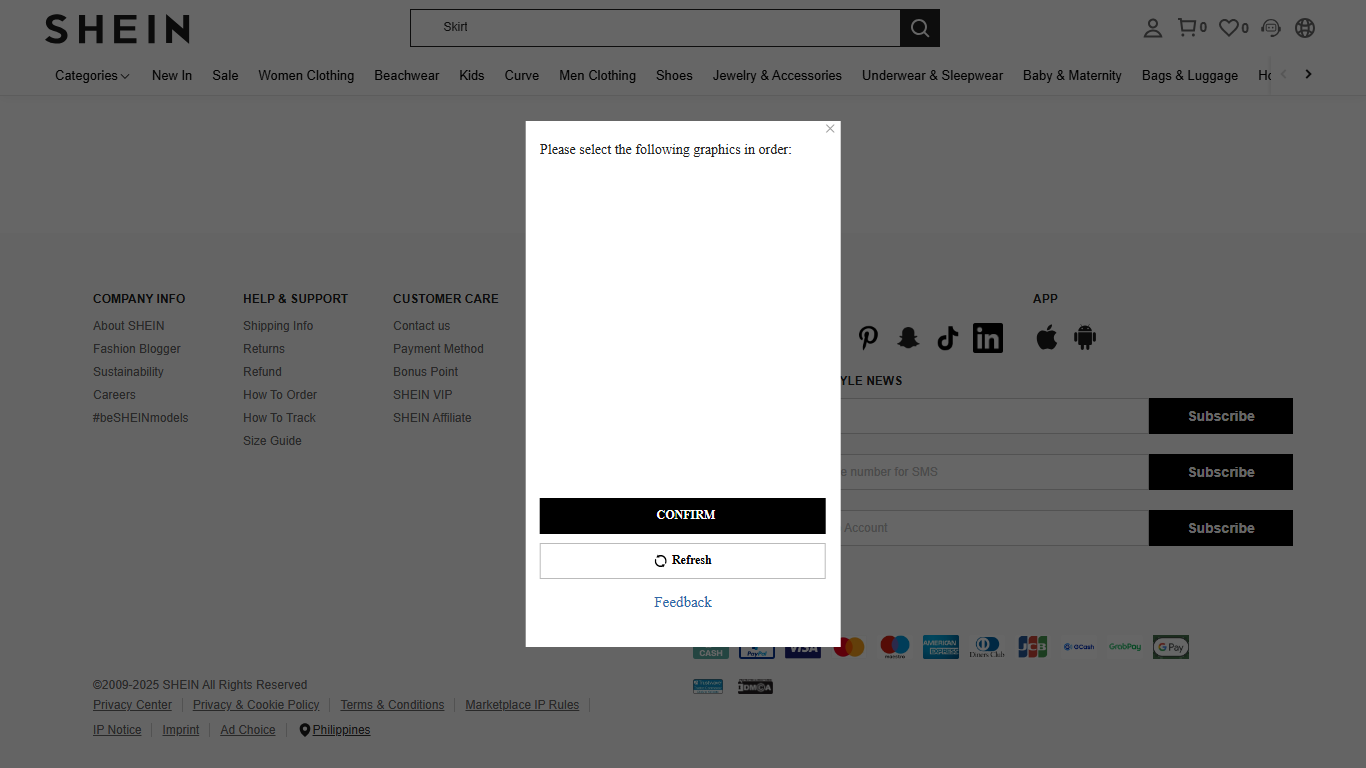 SHEIN
Skirt
0
0
Categories
New In
Sale
Women Clothing
Beachwear
Kids
Curve
Men Clothing
Shoes
Jewelry & Accessories
Underwear & Sleepwear
Baby & Maternity
Bags & Luggage
Please select the following graphics in order:
CONFIRM
Refresh
Feedback
COMPANY INFO
About SHEIN
Fashion Blogger
Sustainability
Careers
#beSHEINmodels
HELP & SUPPORT
Shipping Info
Returns
Refund
How To Order
How To Track
Size Guide
CUSTOMER CARE
Contact us
Payment Method
Bonus Point
SHEIN VIP
SHEIN Affiliate
APP
YLE NEWS
Subscribe
e number for SMS
Subscribe
Account
Subscribe
CASH
PayPal
VISA
maestro
AMERICAN EXPRESS
Diners Club
JCB
GCash
GrabPay
G Pay
DMCA
©2009-2025 SHEIN All Rights Reserved
Privacy Center
Privacy & Cookie Policy
Terms & Conditions
Marketplace IP Rules
IP Notice
Imprint
Ad Choice
Philippines